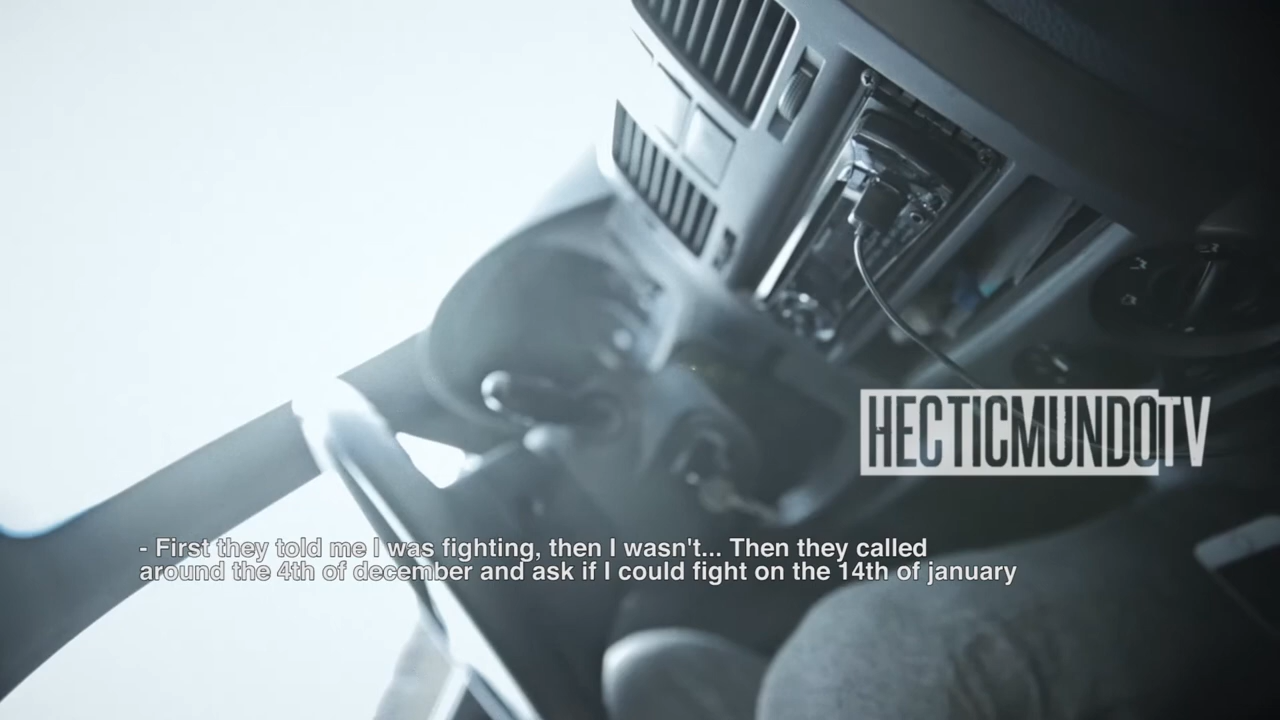 HECTICMUNDOTV
- First they told me I was fighting, then I wasn't... Then they called
around the 4th of december and ask if I could fight on the 14th of january